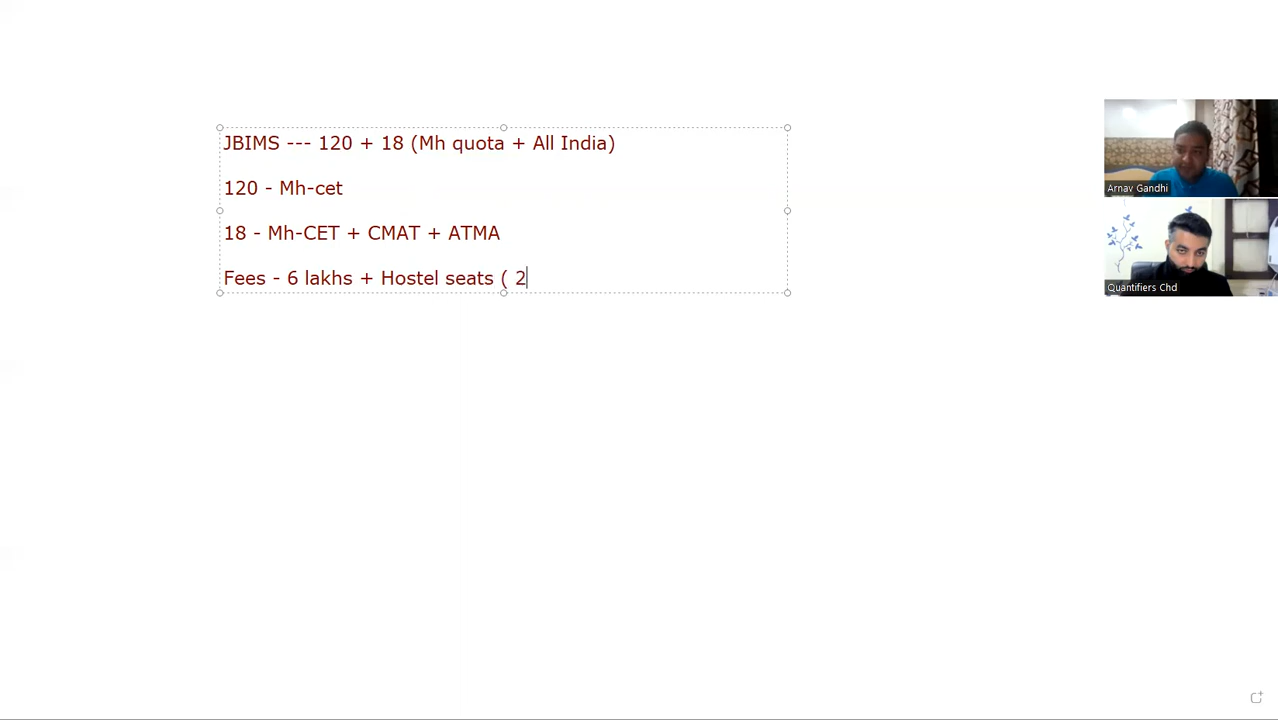 JBIMS --- 120 + 18 (Mh quota + All India)
120 - Mh-cet
18 - Mh-CET + CMAT + ATMA
Fees - 6 lakhs + Hostel seats ( 2
Arnav Gandhi
Quantifiers Chd